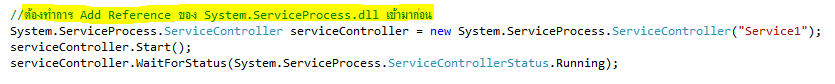 //ต้องทำการ Add Reference ของ System.ServiceProcess.dll เข้ามาก่อน
System.ServiceProcess.ServiceController serviceController = new System.ServiceProcess.ServiceController("Service1");
serviceController.Start();
serviceController.WaitForStatus(System.ServiceProcess.ServiceControllerStatus.Running);